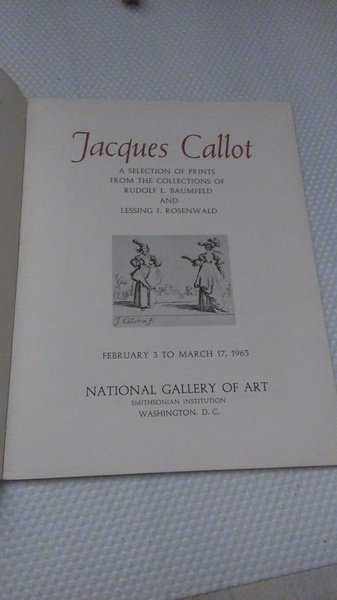 Jacques Callot
A SELECTION OF PRINTS
FROM THE COLLECTIONS OF
RUDOLF L. BAUMFELD
AND
LESSING J. ROSENWALD
J. Callot in. f.
FEBRUARY 3 TO MARCH 17, 1963
NATIONAL GALLERY OF ART
SMITHSONIAN INSTITUTION
WASHINGTON, D. C.